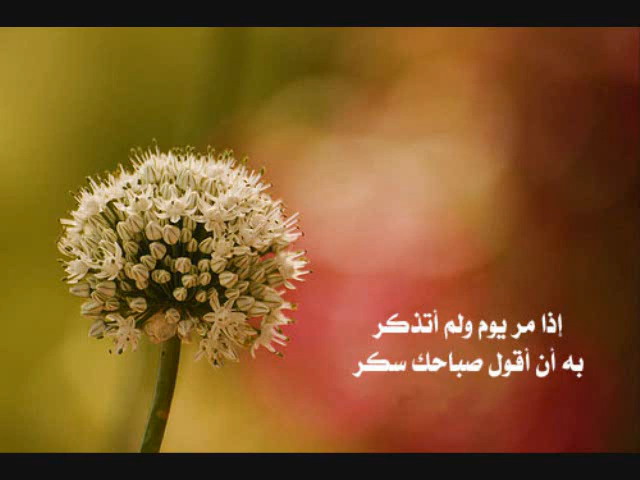 إذا مر يوم ولم أتذكر
به أن أقول صباحك سكر